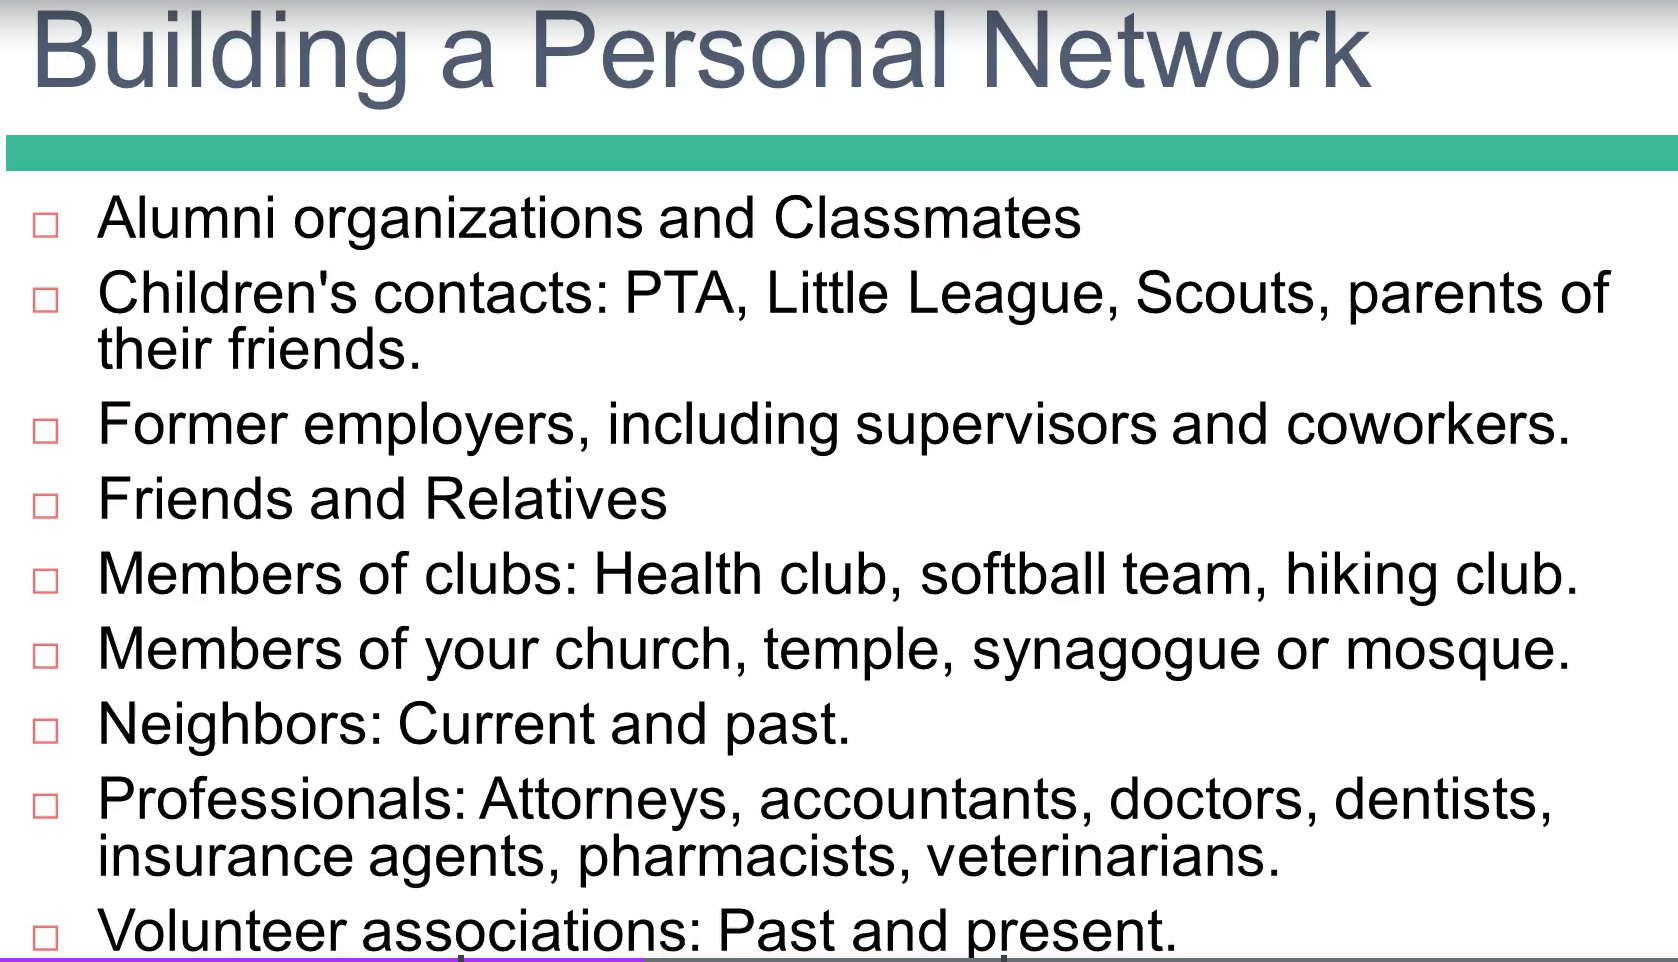 Building a Personal Network
Alumni organizations and Classmates
Children's contacts: PTA, Little League, Scouts, parents of
their friends.
Former employers, including supervisors and coworkers.
Friends and Relatives
Members of clubs: Health club, softball team, hiking club.
Members of your church, temple, synagogue or mosque.
Neighbors: Current and past.
Professionals: Attorneys, accountants, doctors, dentists,
insurance agents, pharmacists, veterinarians.
Volunteer associations: Past and present.